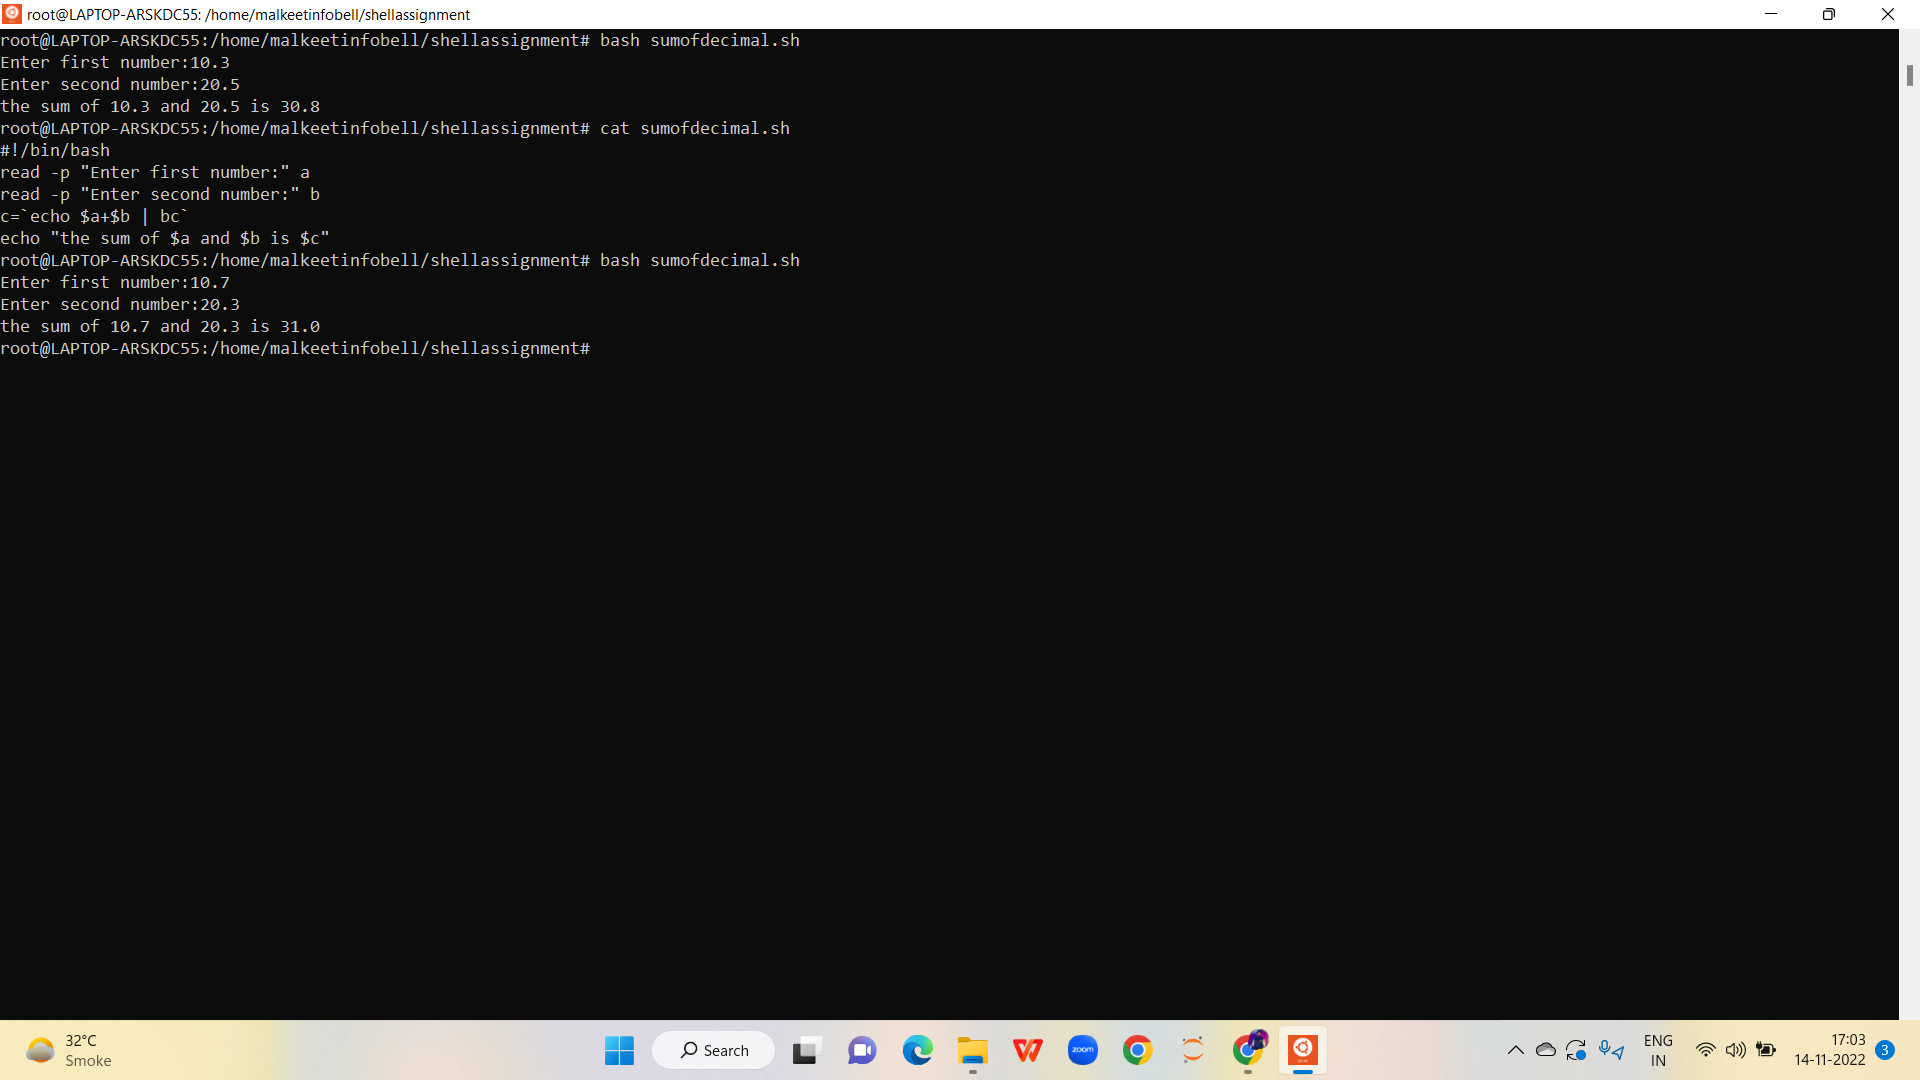 root@LAPTOP-ARSKDC55: /home/malkeetinfobell/shellassignment
root@LAPTOP-ARSKDC55:/home/malkeetinfobell/shellassignment# bash sumofdecimal.sh
Enter first number:10.3
Enter second number:20.5
the sum of 10.3 and 20.5 is 30.8
root@LAPTOP-ARSKDC55:/home/malkeetinfobell/shellassignment# cat sumofdecimal.sh
#!/bin/bash
read -p "Enter first number:" a
read -p "Enter second number:" b
c=`echo $a+$b | bc`
echo "the sum of $a and $b is $c"
root@LAPTOP-ARSKDC55:/home/malkeetinfobell/shellassignment# bash sumofdecimal.sh
Enter first number:10.7
Enter second number:20.3
the sum of 10.7 and 20.3 is 31.0
root@LAPTOP-ARSKDC55:/home/malkeetinfobell/shellassignment#
32°C
Smoke
Search
zoom
ENG
IN
17:03
14-11-2022
3